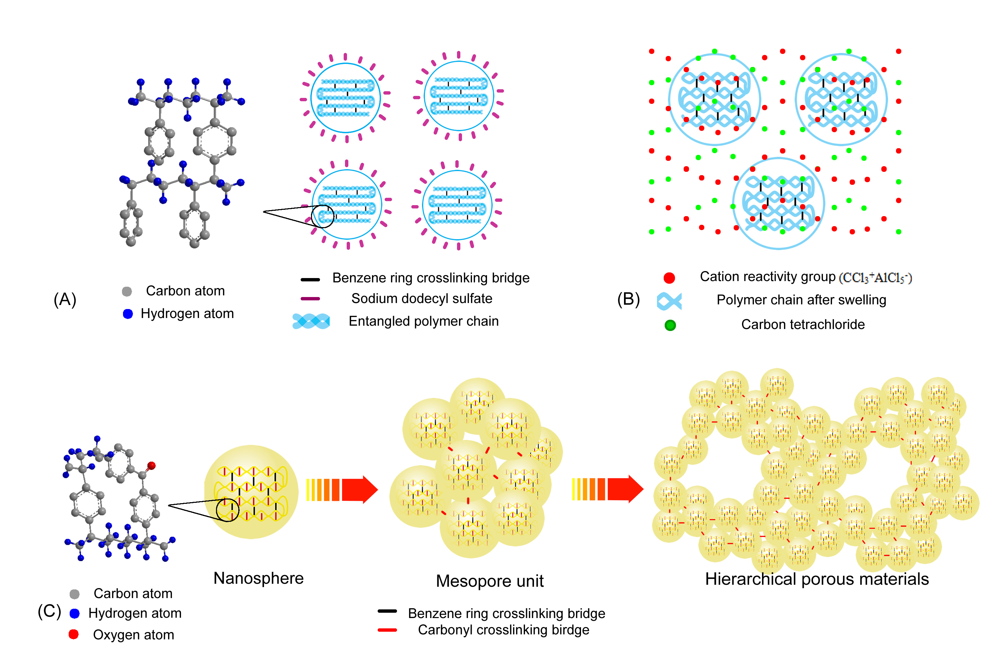 Carbon atom
Hydrogen atom
(A)
Benzene ring crosslinking bridge
Sodium dodecyl sulfate
Entangled polymer chain
Cation reactivity group (CCl₃⁺AlCl₅⁻)
(B)
Polymer chain after swelling
Carbon tetrachloride
Nanosphere
Mesopore unit
Hierarchical porous materials
Carbon atom
(C)
Hydrogen atom
Oxygen atom
Benzene ring crosslinking bridge
Carbonyl crosslinking birdge